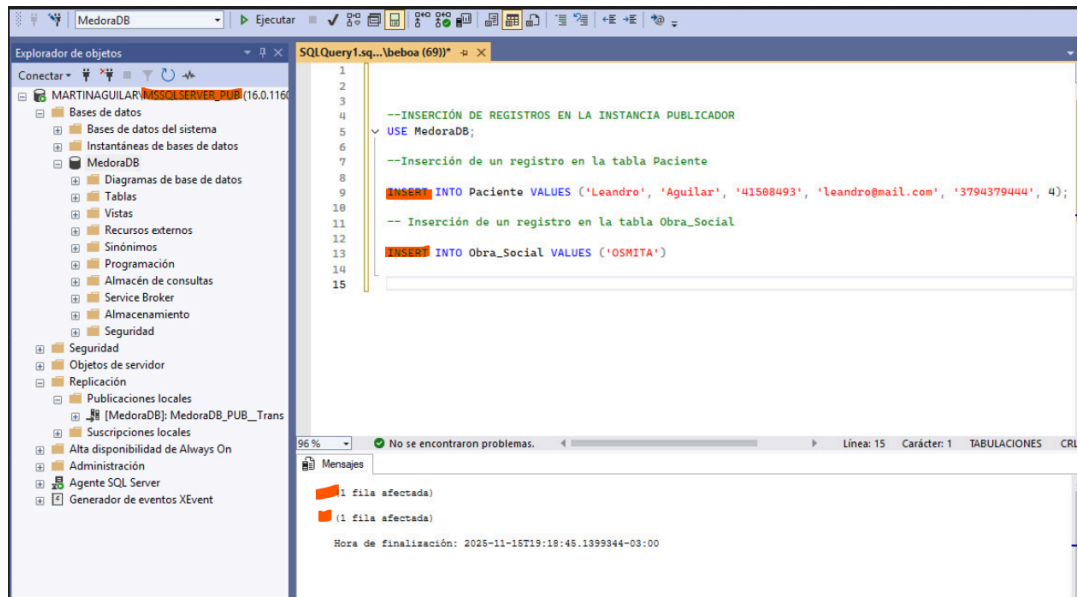 MedoraDB
Ejecutar
Explorador de objetos
SQLQuery1.sq...\beboa (69))*
Conectar
MARTINAGUILAR\MSSQLSERVER_PUB (16.0.1160
Bases de datos
Bases de datos del sistema
Instantáneas de bases de datos
MedoraDB
Diagramas de base de datos
Tablas
Vistas
Recursos externos
Sinónimos
Programación
Almacén de consultas
Service Broker
Almacenamiento
Seguridad
Seguridad
Objetos de servidor
Replicación
Publicaciones locales
[MedoraDB]: MedoraDB_PUB__Trans
Suscripciones locales
Alta disponibilidad de Always On
Administración
Agente SQL Server
Generador de eventos XEvent
1
2
3
4 --INSERCIÓN DE REGISTROS EN LA INSTANCIA PUBLICADOR
5 USE MedoraDB;
6
7 --Inserción de un registro en la tabla Paciente
8
9 INSERT INTO Paciente VALUES ('Leandro', 'Aguilar', '41508493', 'leandro@mail.com', '3794379444', 4);
10
11 -- Inserción de un registro en la tabla Obra_Social
12
13 INSERT INTO Obra_Social VALUES ('OSMITA')
14
15
96 %
No se encontraron problemas.
Línea: 15 Carácter: 1 TABULACIONES CRL
Mensajes
(1 fila afectada)
(1 fila afectada)
Hora de finalización: 2025-11-15T19:18:45.1399344-03:00